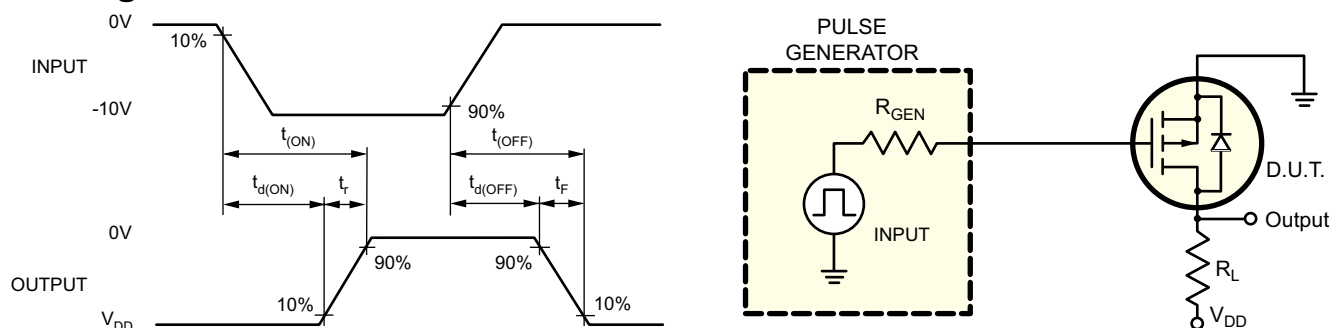 0V
10%
INPUT
-10V
90%
t(ON)
t(OFF)
td(ON)
tr
td(OFF)
tF
0V
90%
90%
OUTPUT
10%
10%
VDD
PULSE
GENERATOR
RGEN
INPUT
D.U.T.
Output
RL
VDD